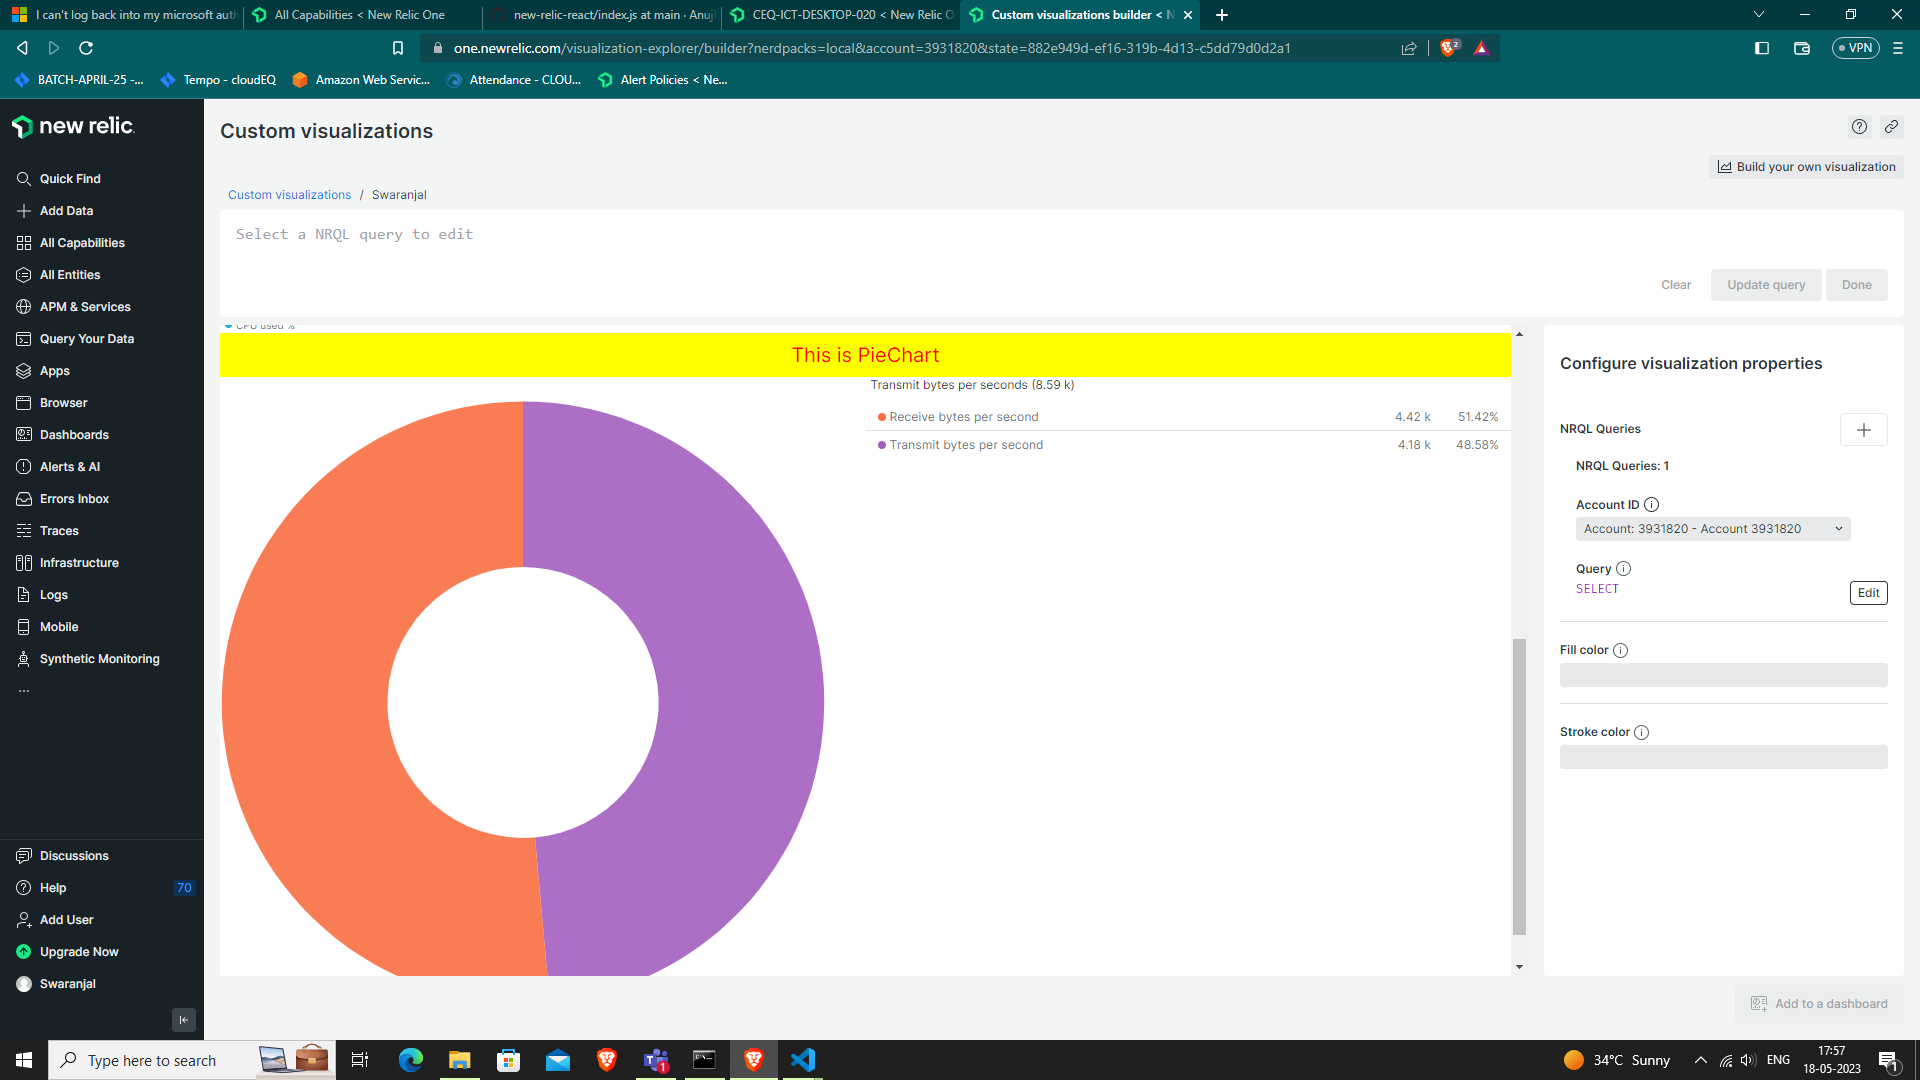 I can't log back into my microsoft auth
All Capabilities < New Relic One
new-relic-react/index.js at main · Anuj
CEQ-ICT-DESKTOP-020 < New Relic O
Custom visualizations builder < N
one.newrelic.com/visualization-explorer/builder?nerdpacks=local&account=3931820&state=882e949d-ef16-319b-4d13-c5dd79d0d2a1
2
VPN
BATCH-APRIL-25 -...
Tempo - cloudEQ
Amazon Web Servic...
Attendance - CLOU...
Alert Policies < Ne...
new relic
Quick Find
Add Data
All Capabilities
All Entities
APM & Services
Query Your Data
Apps
Browser
Dashboards
Alerts & AI
Errors Inbox
Traces
Infrastructure
Logs
Mobile
Synthetic Monitoring
...
Discussions
Help 70
Add User
Upgrade Now
Swaranjal
Custom visualizations
Build your own visualization
Custom visualizations / Swaranjal
Select a NRQL query to edit
Clear Update query Done
CPU used %
This is PieChart
Transmit bytes per seconds (8.59 k)
Receive bytes per second 4.42 k 51.42%
Transmit bytes per second 4.18 k 48.58%
Configure visualization properties
NRQL Queries
NRQL Queries: 1
Account ID
Account: 3931820 - Account 3931820
Query
SELECT
Edit
Fill color
Stroke color
Add to a dashboard
Type here to search
1
34°C Sunny
ENG
17:57
18-05-2023
1